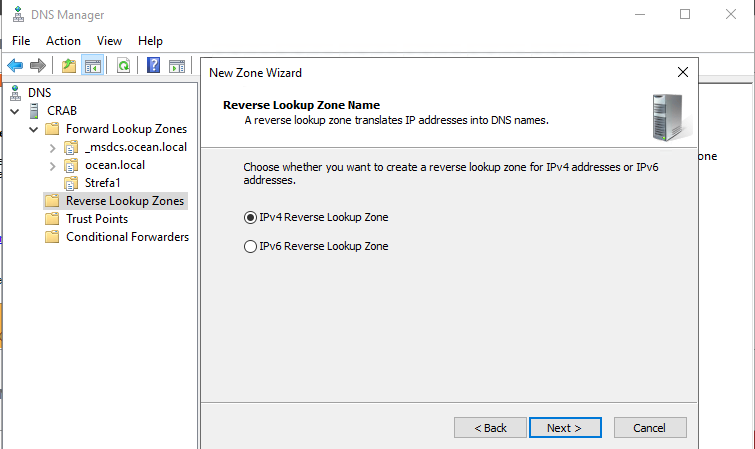 DNS Manager
File Action View Help
DNS
CRAB
Forward Lookup Zones
_msdcs.ocean.local
ocean.local
Strefa1
Reverse Lookup Zones
Trust Points
Conditional Forwarders
New Zone Wizard
Reverse Lookup Zone Name
A reverse lookup zone translates IP addresses into DNS names.
Choose whether you want to create a reverse lookup zone for IPv4 addresses or IPv6
addresses.
IPv4 Reverse Lookup Zone
IPv6 Reverse Lookup Zone
< Back Next > Cancel